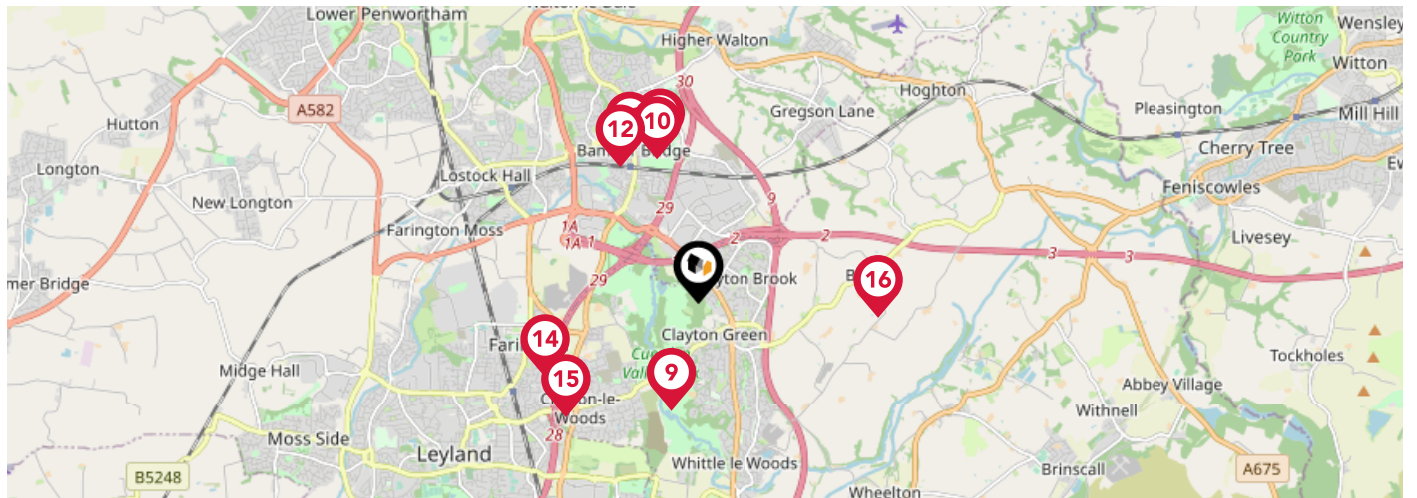 Lower Penwortham
Higher Walton
Witton
Country
Park
Wensley
Witton
30
Hoghton
A582
Gregson Lane
Pleasington
Mill Hill
Hutton
12
10
Cherry Tree
Longton
Lostock Hall
Feniscowles
New Longton
9
29
Farington Moss
1A
1A
1
2
2
3
3
Livesey
29
16
14
Clayton Green
Midge Hall
9
15
Tockholes
Abbey Village
Woods
Withnell
28
Moss Side
Leyland
Whittle le Woods
Brinscall
A675
B5248
Wheelton